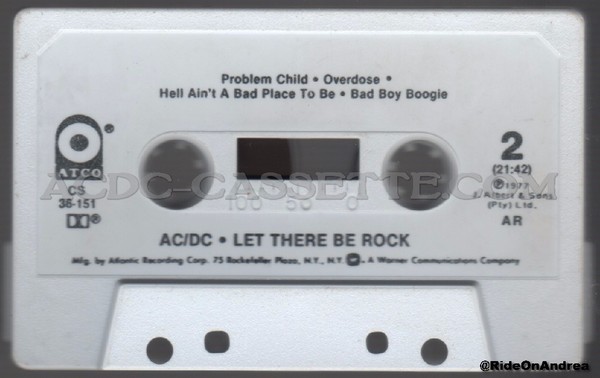 Problem Child • Overdose •
Hell Ain't A Bad Place To Be • Bad Boy Boogie
ATCO ®
CS
36-151
®
2
(21:42)
℗1977
J. Albert & Sons
(Pty) Ltd.
AR
ACDC-CASSETTE.COM
100 50 0
AC/DC • LET THERE BE ROCK
Mfg. by Atlantic Recording Corp. 75 Rockefeller Plaza, N.Y., N.Y. A Warner Communications Company
@RideOnAndrea